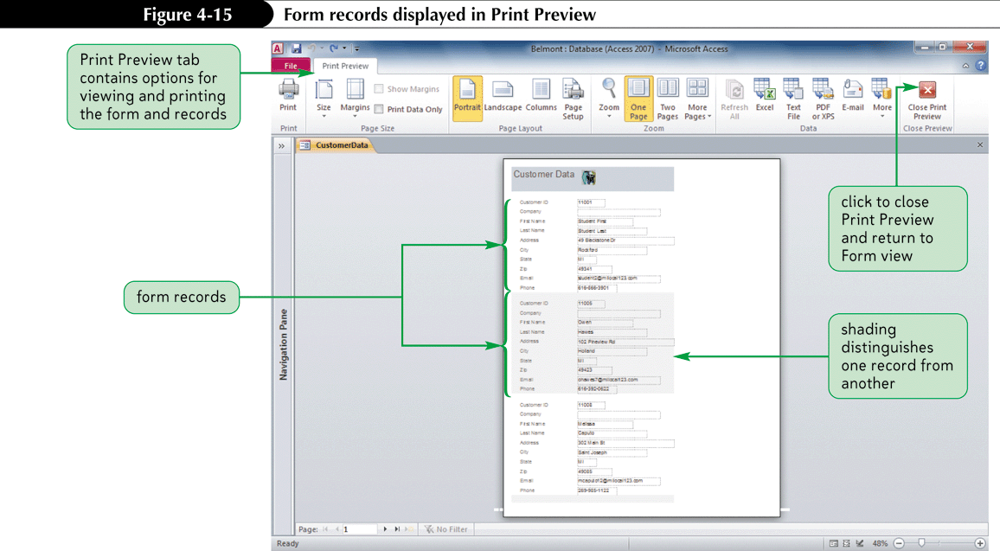 Figure 4-15
Form records displayed in Print Preview
Print Preview tab
contains options for
viewing and printing
the form and records
Belmont : Database (Access 2007) - Microsoft Access
File
Print Preview
Print
Size
Margins
Show Margins
Print Data Only
Portrait
Landscape
Columns
Page
Setup
Zoom
One
Page
Two
Pages
More
Pages
Refresh
All
Excel
Text
File
PDF
or XPS
E-mail
More
Close Print
Preview
Print
Page Size
Page Layout
Zoom
Data
Close Preview
CustomerData
Navigation Pane
Customer Data
Customer ID 11001
Company
First Name Student First
Last Name Student Last
Address 49 Blackstone Dr
City Rockford
State MI
Zip 49341
Email student2@milocal123.com
Phone 616-666-3901
Customer ID 11005
Company
First Name Owen
Last Name Hawes
Address 102 Pineview Rd
City Holland
State MI
Zip 49423
Email
Phone 616-392-0622
Customer ID
Company
First Name Melissa
Last Name Caputo
Address 302 Main St
City Saint Joseph
State MI
Zip 49085
Email mcaputo12@milocal123.com
Phone 269-985-1122
form records
click to close
Print Preview
and return to
Form view
shading
distinguishes
one record from
another
Page: 1
No Filter
Ready
48%